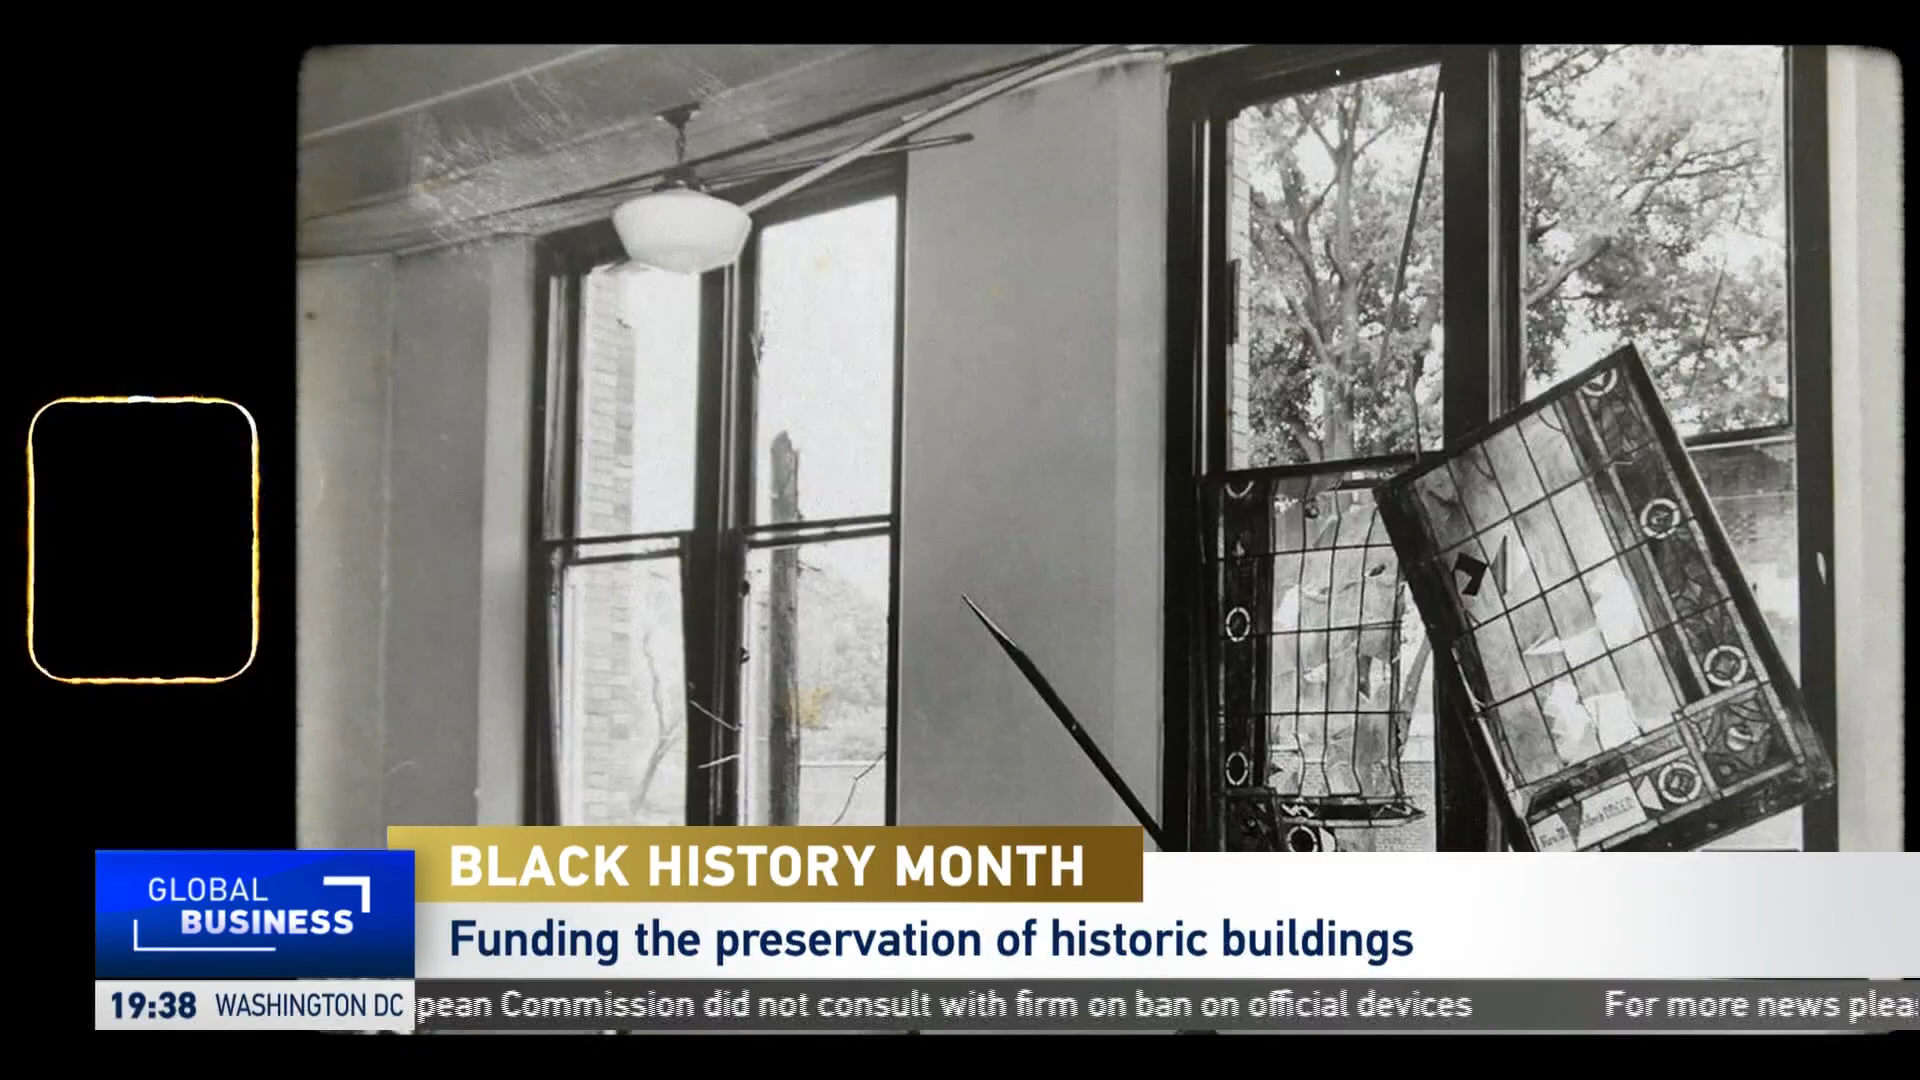 BLACK HISTORY MONTH
GLOBAL
BUSINESS
Funding the preservation of historic buildings
19:38 WASHINGTON DC
pean Commission did not consult with firm on ban on official devices
For more news plea